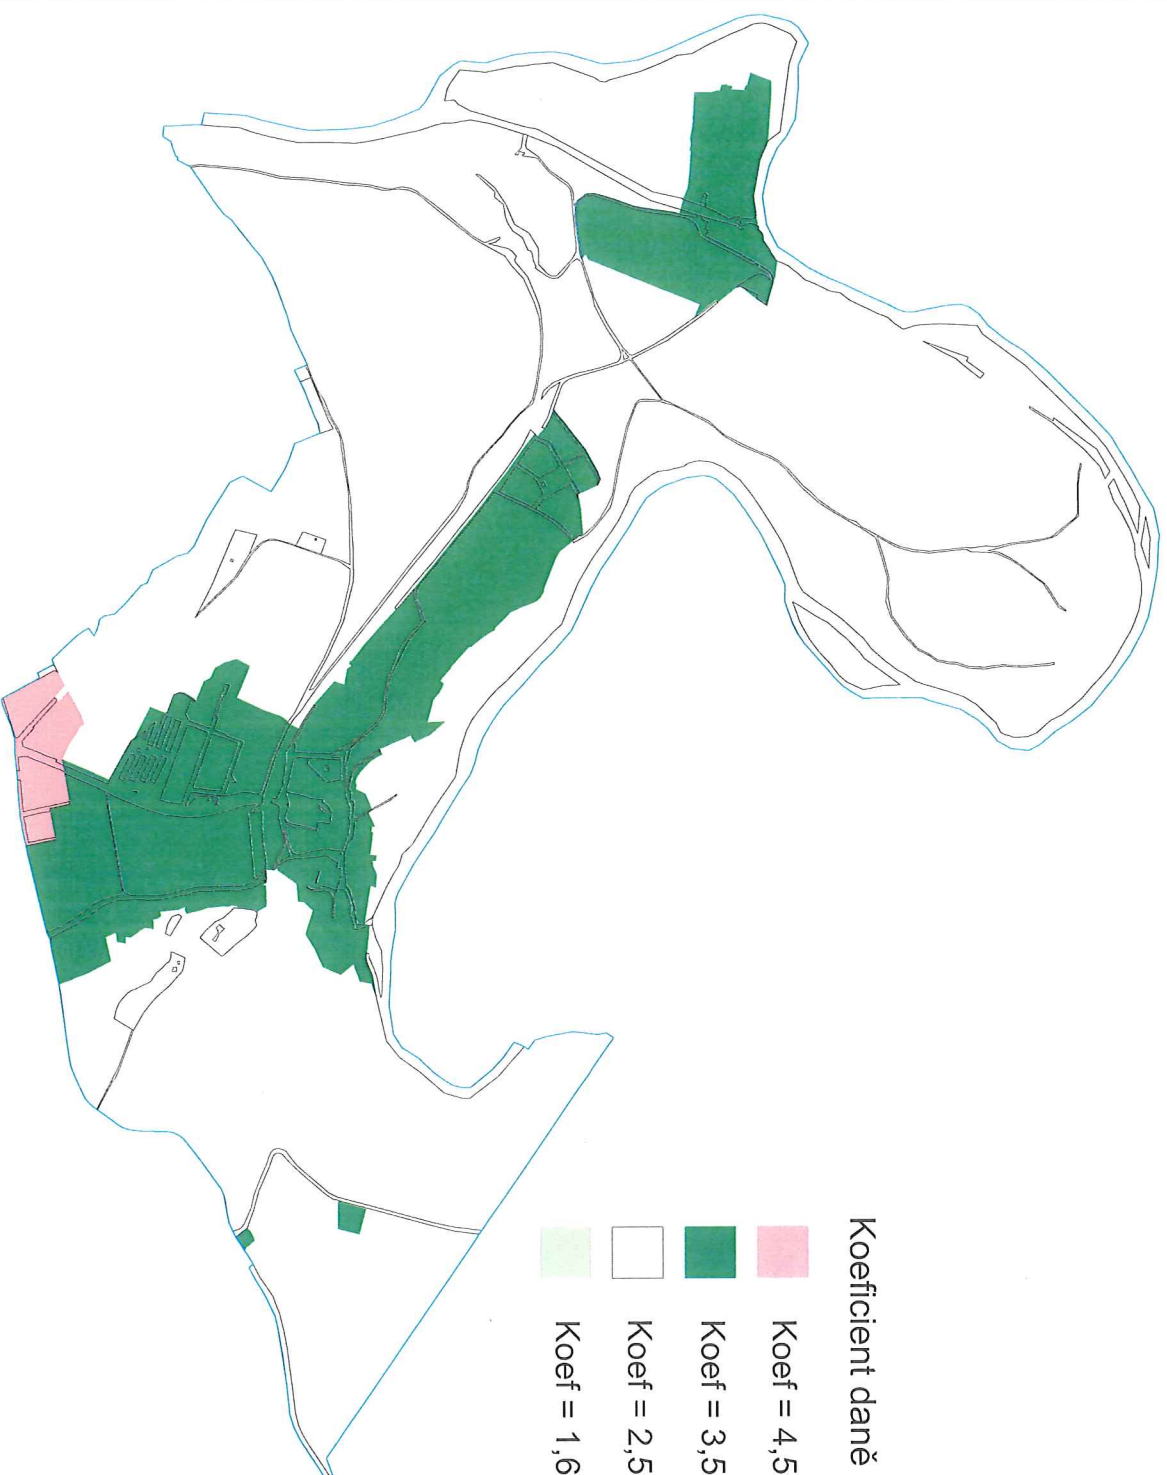 Koeficient daně
Koef = 4,5
Koef = 3,5
Koef = 2,5
Koef = 1,6